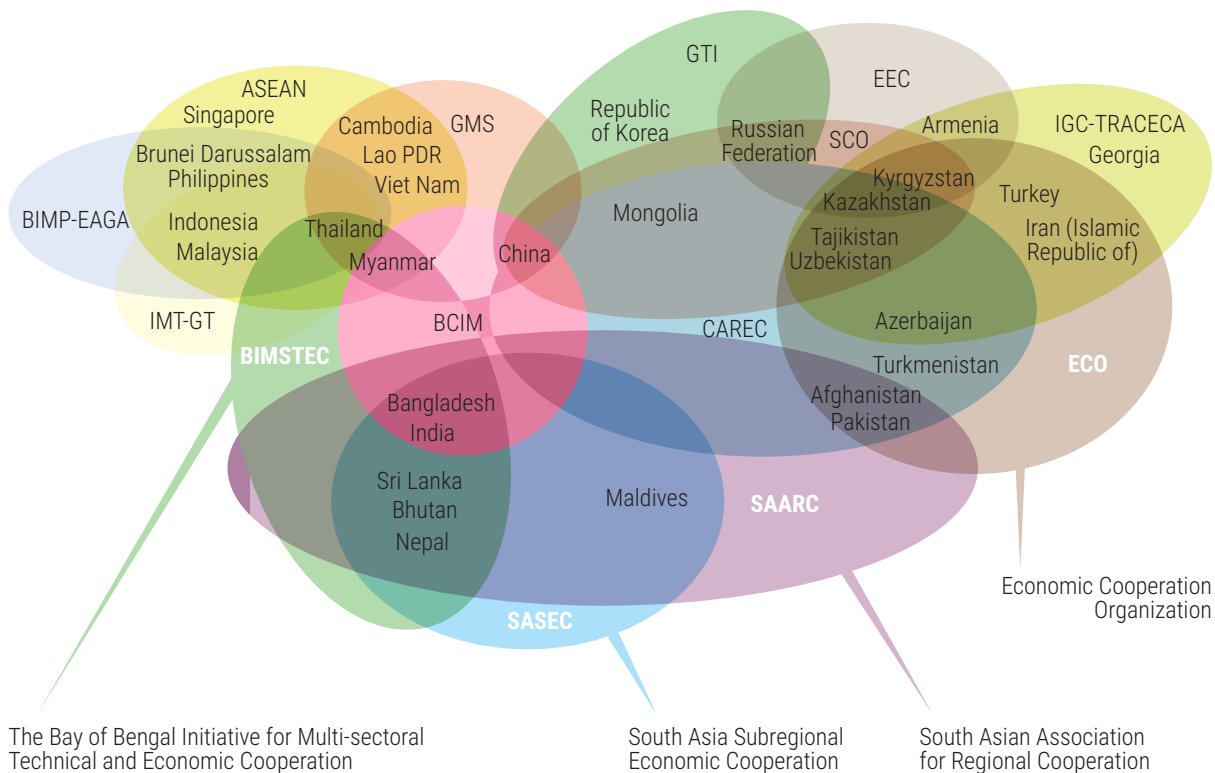 GTI
EEC
ASEAN
Singapore
Cambodia
Lao PDR
Viet Nam
GMS
Republic
of Korea
Russian
Federation
SCO
Armenia
IGC-TRACECA
Georgia
Brunei Darussalam
Philippines
Kyrgyzstan
Kazakhstan
Turkey
BIMP-EAGA
Indonesia
Malaysia
Thailand
Myanmar
China
Mongolia
Tajikistan
Uzbekistan
Iran (Islamic
Republic of)
IMT-GT
BCIM
CAREC
Azerbaijan
BIMSTEC
Turkmenistan
ECO
Afghanistan
Pakistan
Bangladesh
India
Sri Lanka
Bhutan
Nepal
Maldives
SAARC
SASEC
Economic Cooperation
Organization
The Bay of Bengal Initiative for Multi-sectoral
Technical and Economic Cooperation
South Asia Subregional
Economic Cooperation
South Asian Association
for Regional Cooperation